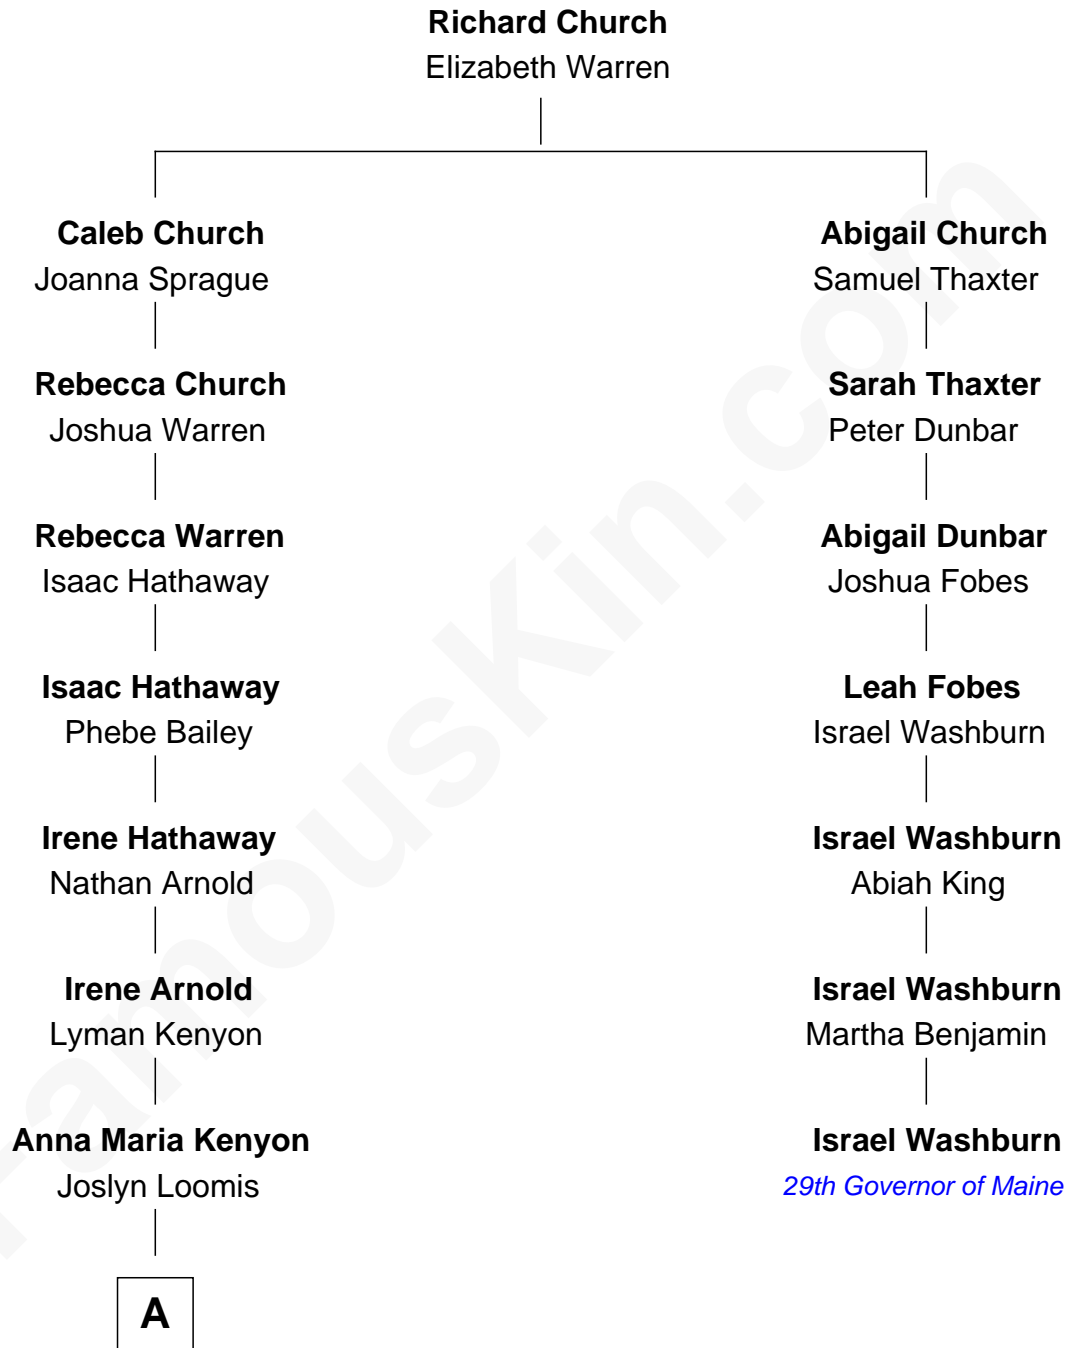 Richard Church
Elizabeth Warren
Caleb Church
Joanna Sprague
Abigail Church
Samuel Thaxter
Rebecca Church
Joshua Warren
Sarah Thaxter
Peter Dunbar
Rebecca Warren
Isaac Hathaway
Abigail Dunbar
Joshua Fobes
Isaac Hathaway
Phebe Bailey
Leah Fobes
Israel Washburn
Irene Hathaway
Nathan Arnold
Israel Washburn
Abiah King
Irene Arnold
Lyman Kenyon
Israel Washburn
Martha Benjamin
Anna Maria Kenyon
Joslyn Loomis
Israel Washburn
29th Governor of Maine
A
FamousKin.com